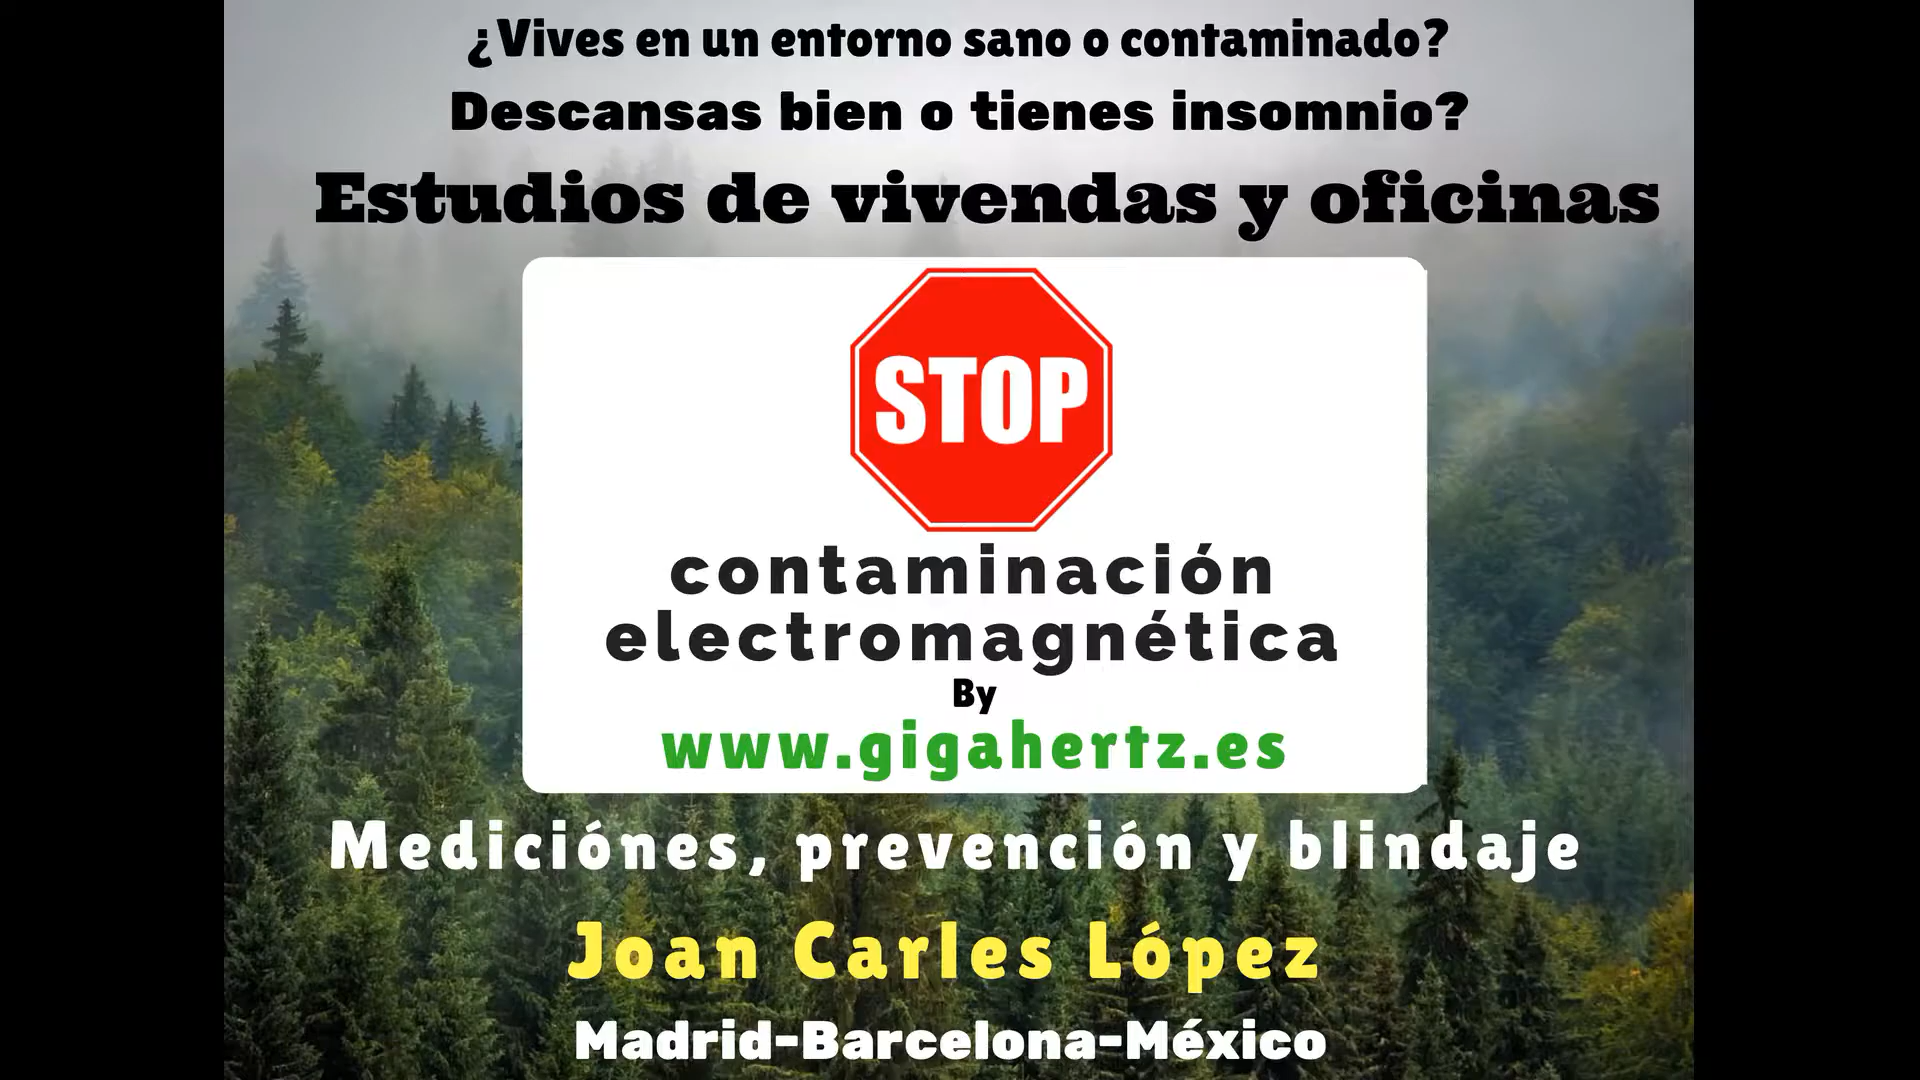 ¿Vives en un entorno sano o contaminado?
Descansas bien o tienes insomnio?
Estudios de vivendas y oficinas
STOP
contaminación
electromagnética
By
www.gigahertz.es
Mediciónes, prevención y blindaje
Joan Carles López
Madrid-Barcelona-México